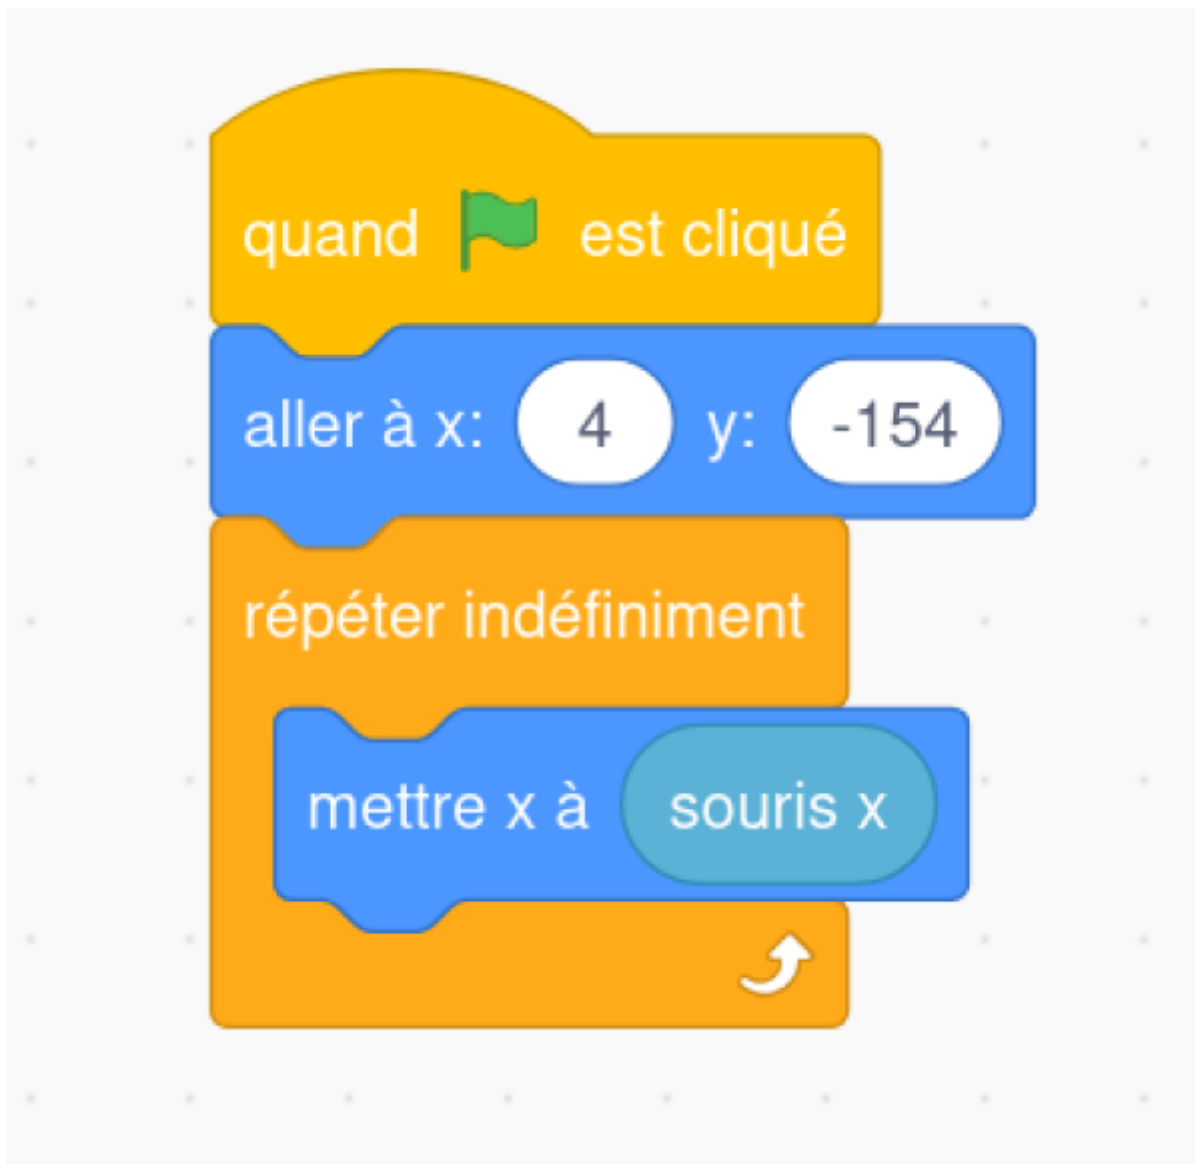 quand est cliqué
aller à x: 4 y: -154
répéter indéfiniment
mettre x à souris x